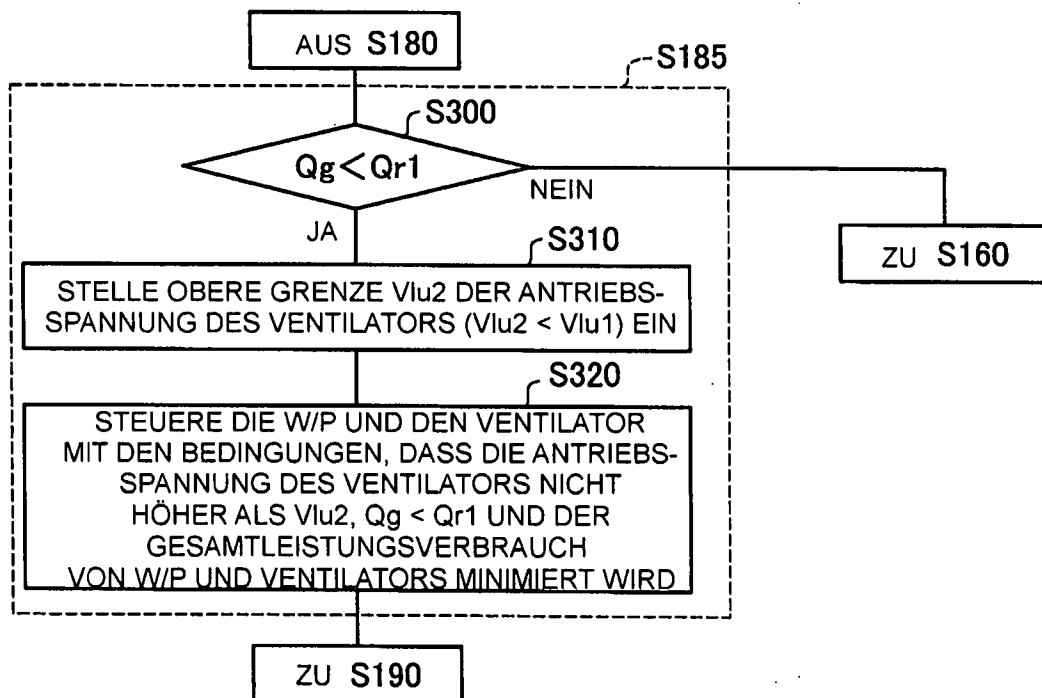 AUS S180
S185
S300
Qg<Qr1
NEIN
JA
S310
ZU S160
STELLE OBERE GRENZE Vlu2 DER ANTRIEBS-
SPANNUNG DES VENTILATORS (Vlu2 < Vlu1) EIN
S320
STEUERE DIE W/P UND DEN VENTILATOR
MIT DEN BEDINGUNGEN, DASS DIE ANTRIEBS-
SPANNUNG DES VENTILATORS NICHT
HÖHER ALS Vlu2, Qg < Qr1 UND DER
GESAMTLEISTUNGSVERBRAUCH
VON W/P UND VENTILATORS MINIMIERT WIRD
ZU S190